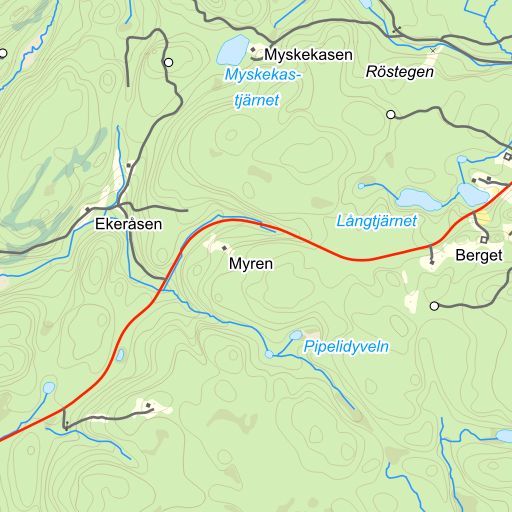 Myskekasen
Röstegen
Myskekas-
tjärnet
Långtjärnet
Ekeråsen
Berget
Myren
Pipelidyveln